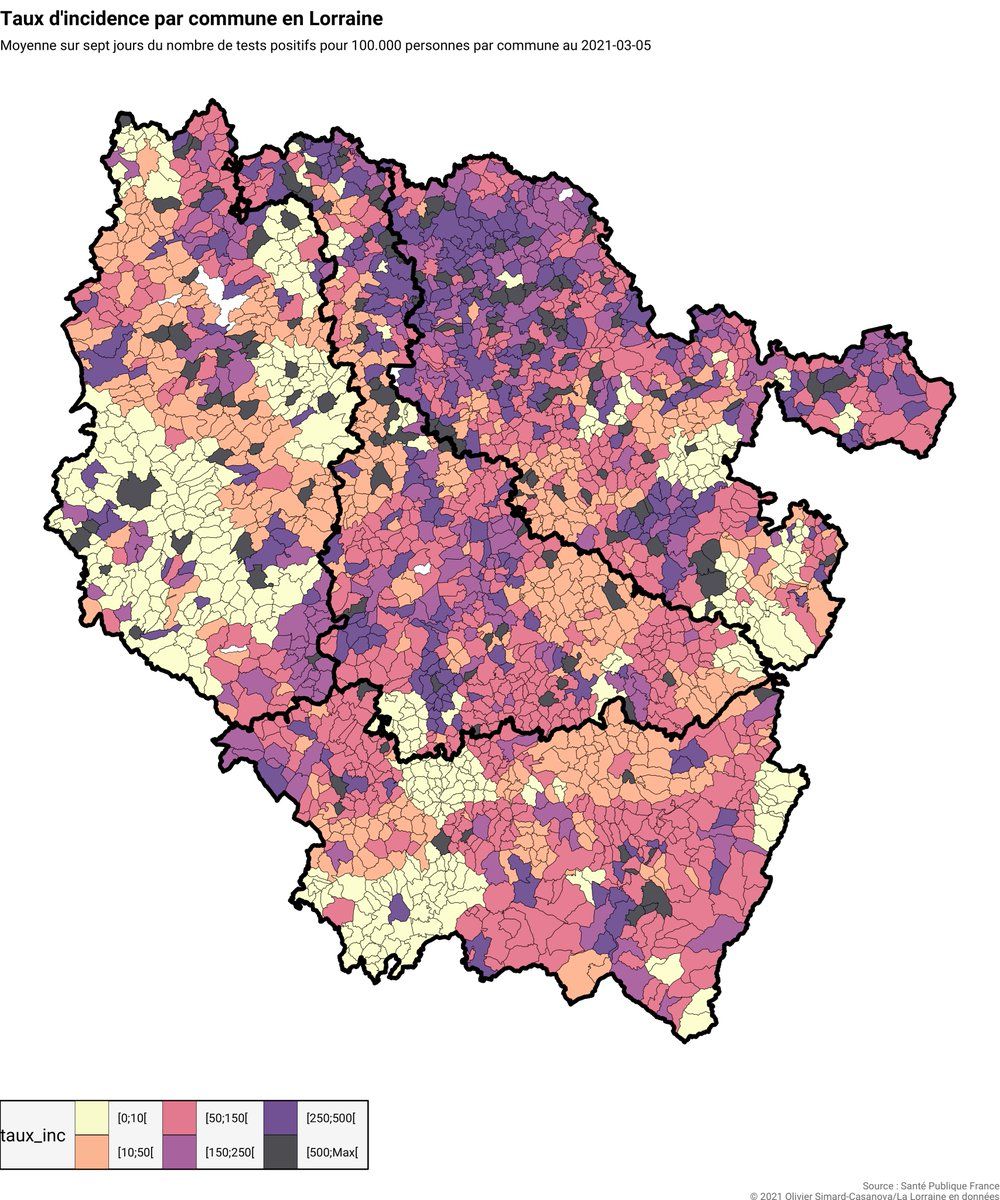 Taux d'incidence par commune en Lorraine
Moyenne sur sept jours du nombre de tests positifs pour 100.000 personnes par commune au 2021-03-05
taux_inc
[0;10[
[50;150[
[250;500[
[10;50[
[150;250[
[500;Max[
Source : Santé Publique France
© 2021 Olivier Simard-Casanova/La Lorraine en données